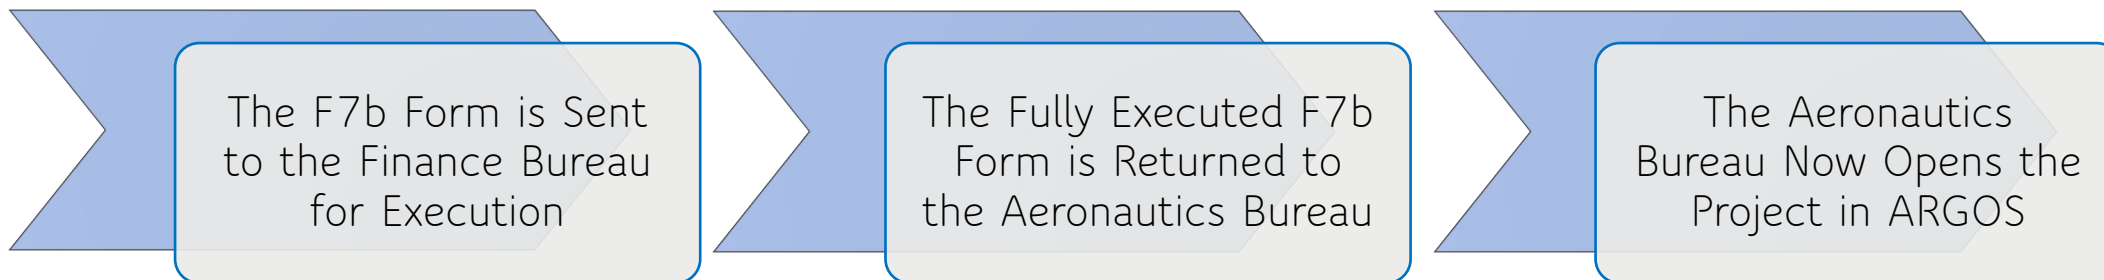 The F7b Form is Sent
to the Finance Bureau
for Execution
The Fully Executed F7b
Form is Returned to
the Aeronautics Bureau
The Aeronautics
Bureau Now Opens the
Project in ARGOS